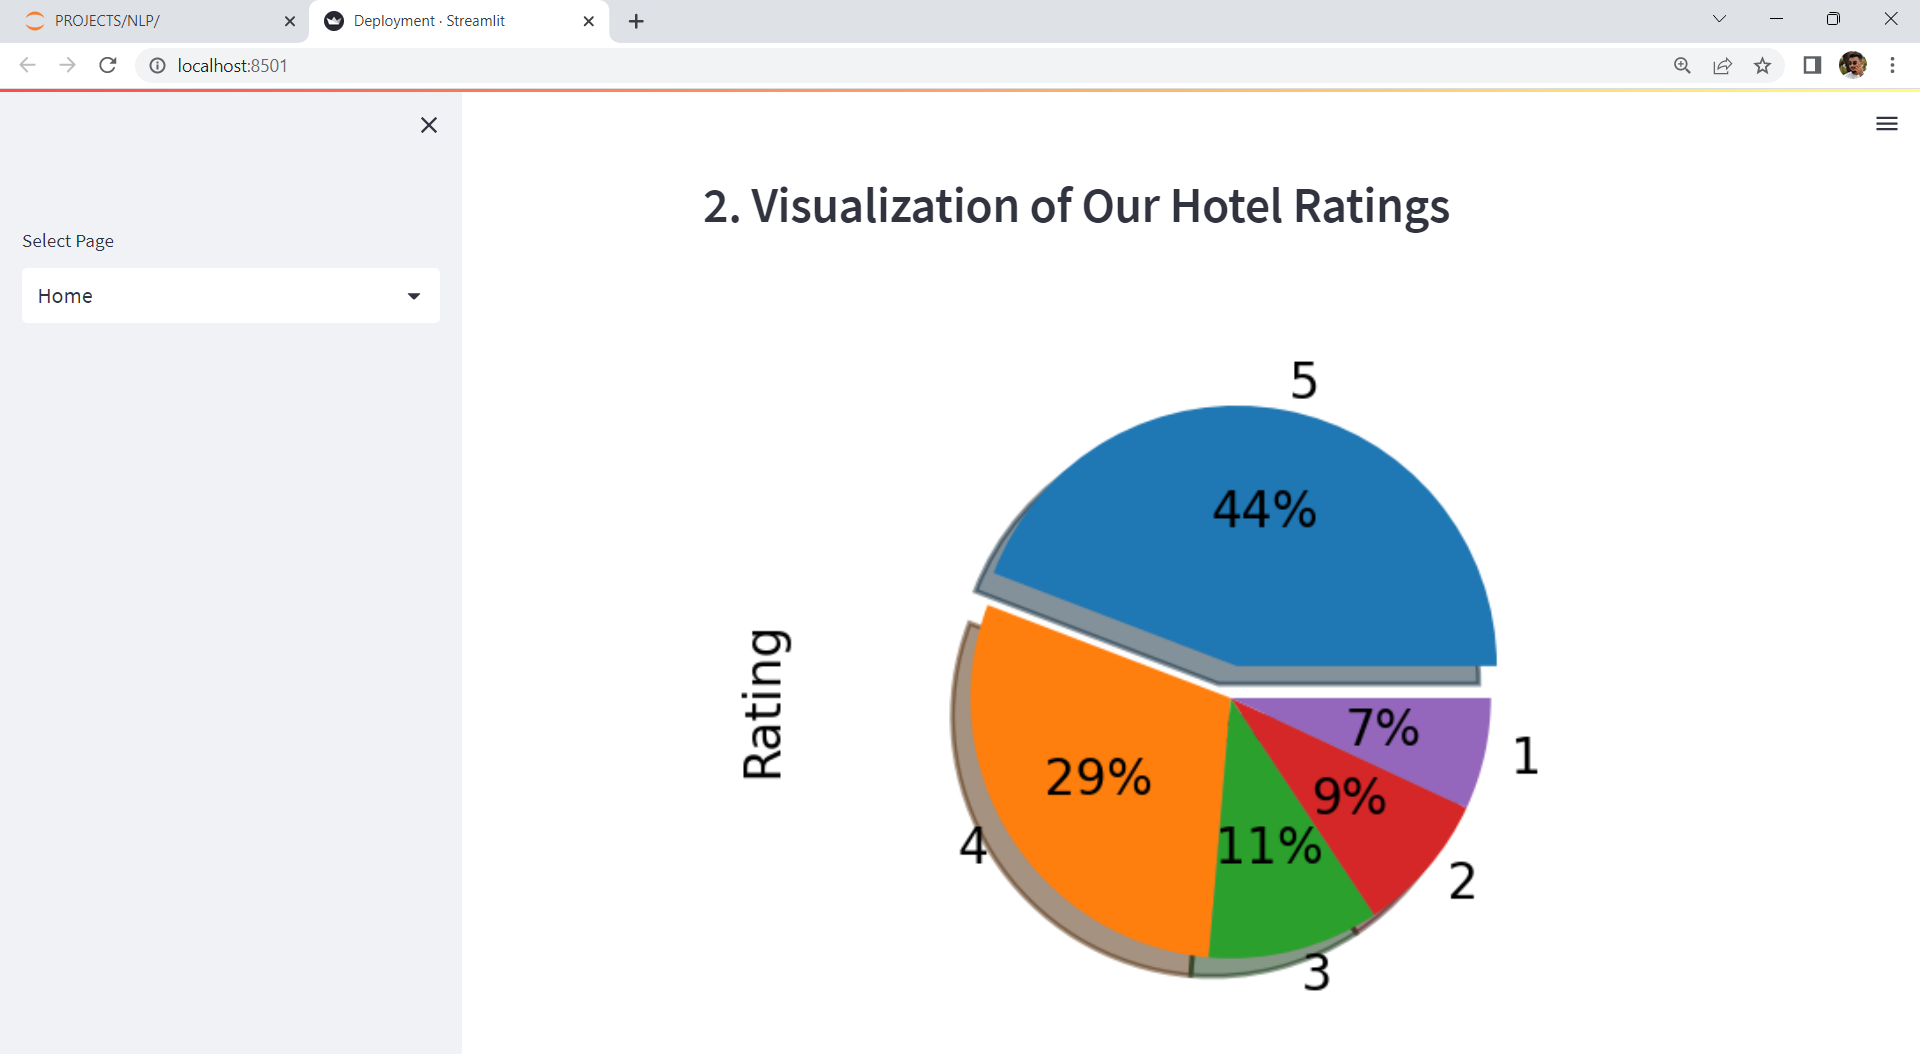 PROJECTS/NLP/
Deployment · Streamlit
localhost:8501
2. Visualization of Our Hotel Ratings
Select Page
Home
5
44%
Rating
7%
1
29%
9%
4
11%
2
3